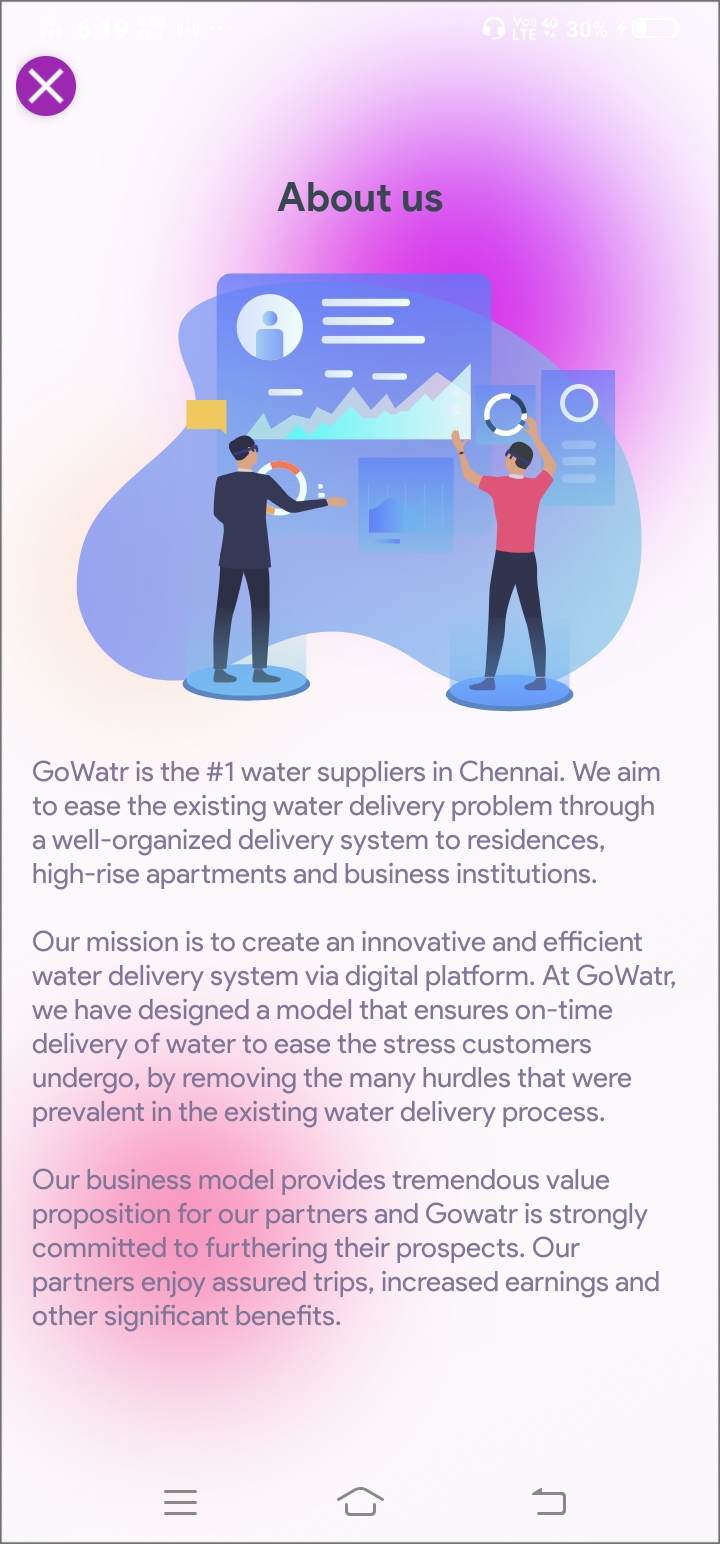 6:19
Vo)) 4G
LTE 30%
About us
GoWatr is the #1 water suppliers in Chennai. We aim
to ease the existing water delivery problem through
a well-organized delivery system to residences,
high-rise apartments and business institutions.
Our mission is to create an innovative and efficient
water delivery system via digital platform. At GoWatr,
we have designed a model that ensures on-time
delivery of water to ease the stress customers
undergo, by removing the many hurdles that were
prevalent in the existing water delivery process.
Our business model provides tremendous value
proposition for our partners and Gowatr is strongly
committed to furthering their prospects. Our
partners enjoy assured trips, increased earnings and
other significant benefits.